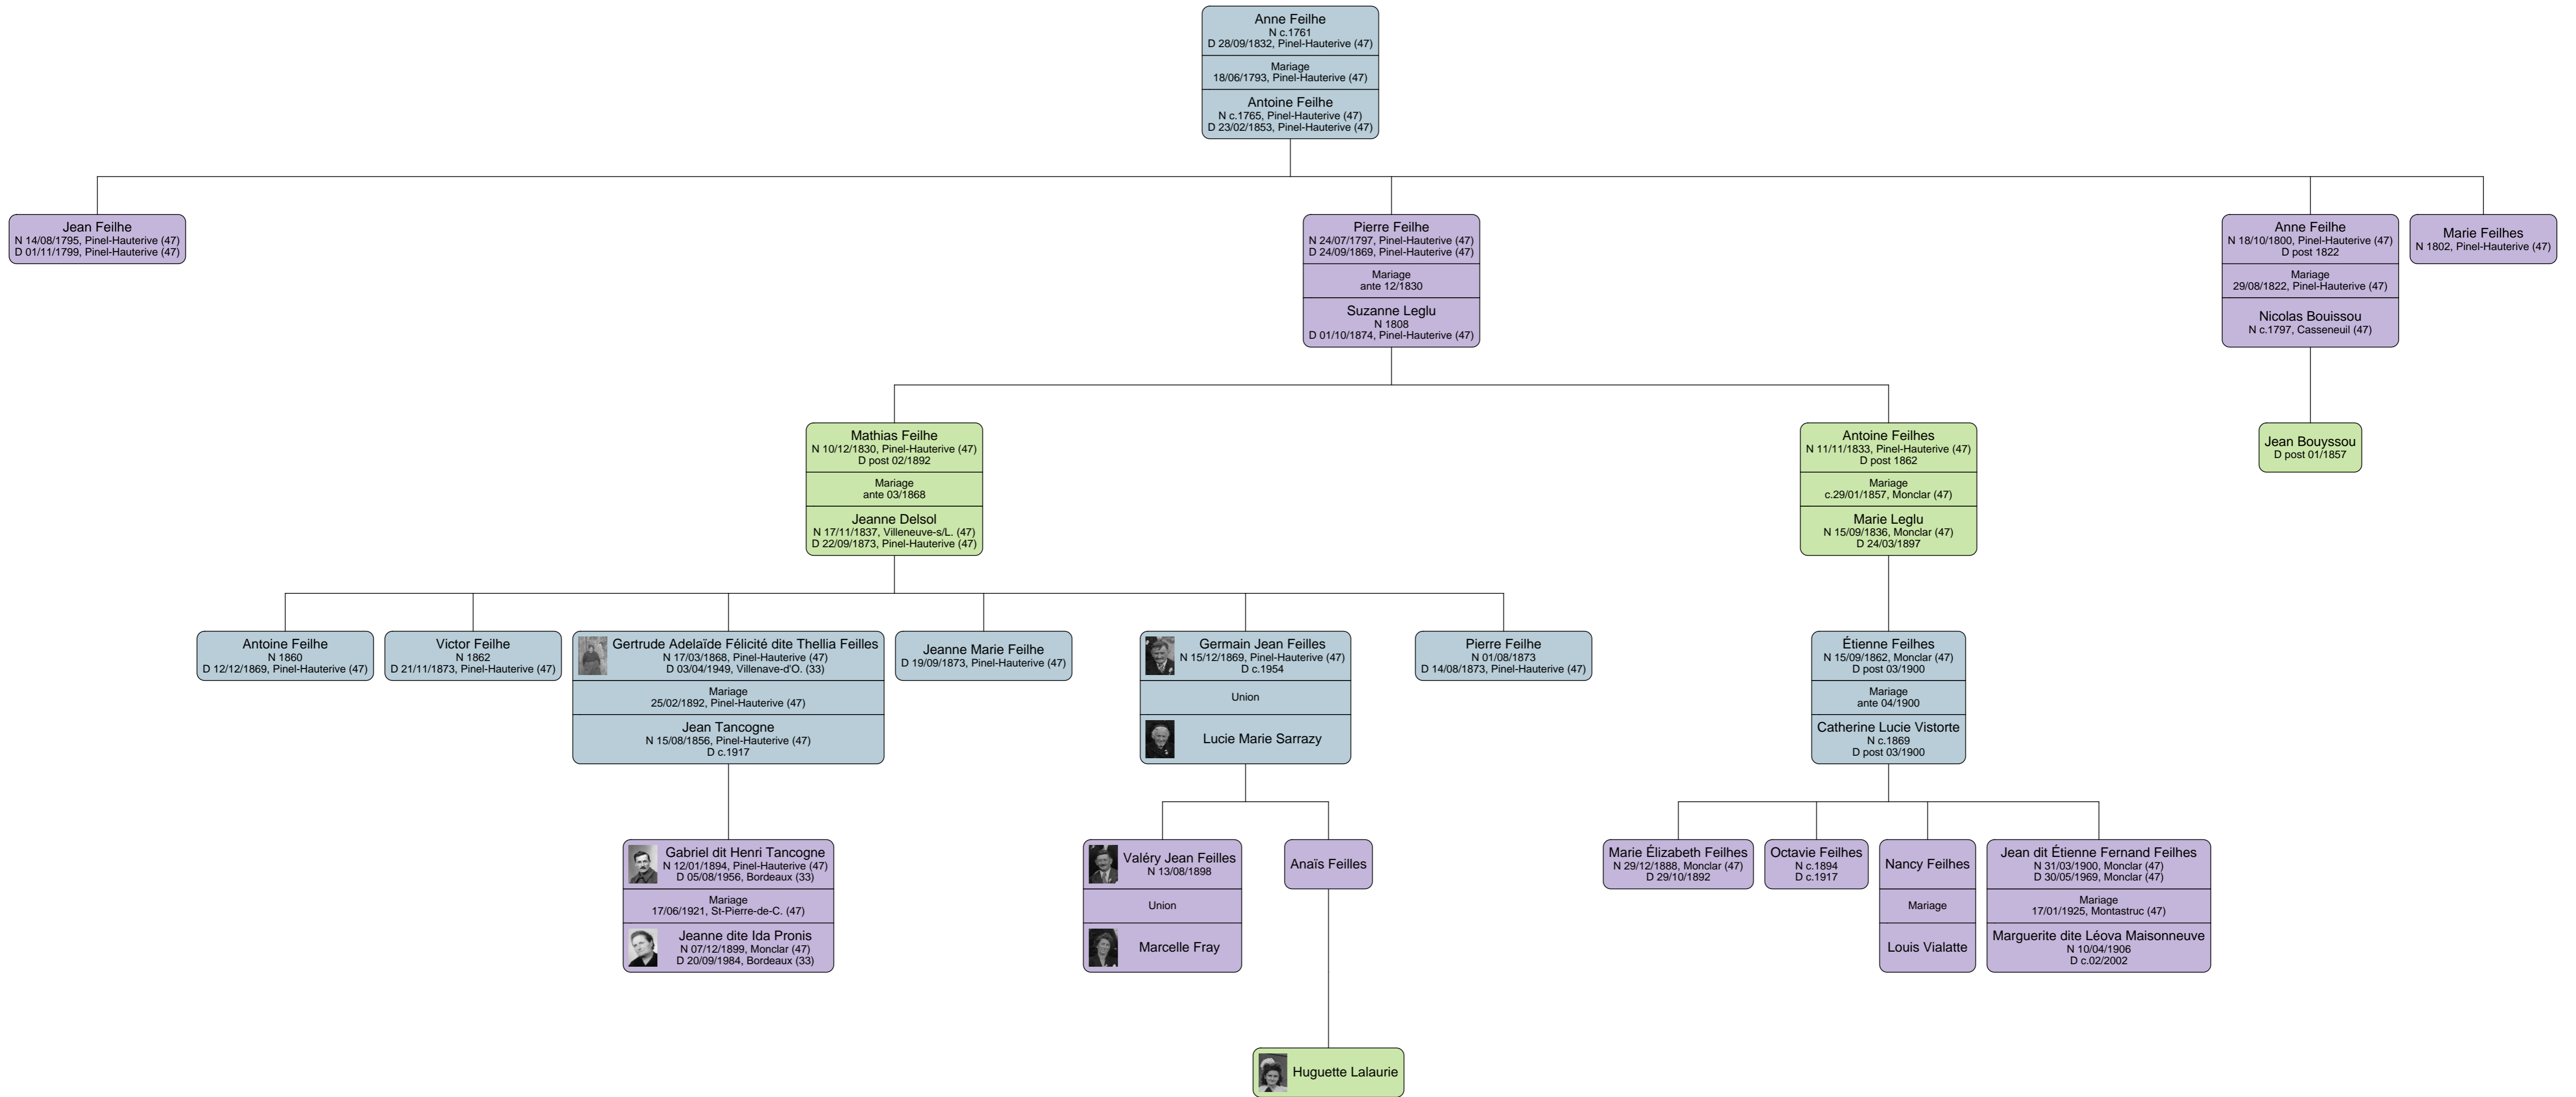 Anne Feilhe
N c.1761
D 28/09/1832, Pinel-Hauterive (47)
Mariage
18/06/1793, Pinel-Hauterive (47)
Antoine Feilhe
N c.1765, Pinel-Hauterive (47)
D 23/02/1853, Pinel-Hauterive (47)
Jean Feilhe
N 14/08/1795, Pinel-Hauterive (47)
D 01/11/1799, Pinel-Hauterive (47)
Pierre Feilhe
N 24/07/1797, Pinel-Hauterive (47)
D 24/09/1869, Pinel-Hauterive (47)
Mariage
ante 12/1830
Suzanne Leglu
N 1808
D 01/10/1874, Pinel-Hauterive (47)
Anne Feilhe
N 18/10/1800, Pinel-Hauterive (47)
D post 1822
Mariage
29/08/1822, Pinel-Hauterive (47)
Nicolas Bouissou
N c.1797, Casseneuil (47)
Marie Feilhes
N 1802, Pinel-Hauterive (47)
Mathias Feilhe
N 10/12/1830, Pinel-Hauterive (47)
D post 02/1892
Mariage
ante 03/1868
Jeanne Delsol
N 17/11/1837, Villeneuve-s/L. (47)
D 22/09/1873, Pinel-Hauterive (47)
Antoine Feilhes
N 11/11/1833, Pinel-Hauterive (47)
D post 1862
Mariage
c.29/01/1857, Monclar (47)
Marie Leglu
N 15/09/1836, Monclar (47)
D 24/03/1897
Jean Bouyssou
D post 01/1857
Antoine Feilhe
N 1860
D 12/12/1869, Pinel-Hauterive (47)
Victor Feilhe
N 1862
D 21/11/1873, Pinel-Hauterive (47)
Gertrude Adelaïde Félicité dite Thellia Feilles
N 17/03/1868, Pinel-Hauterive (47)
D 03/04/1949, Villenave-d'O. (33)
Mariage
25/02/1892, Pinel-Hauterive (47)
Jean Tancogne
N 15/08/1856, Pinel-Hauterive (47)
D c.1917
Jeanne Marie Feilhe
D 19/09/1873, Pinel-Hauterive (47)
Germain Jean Feilles
N 15/12/1869, Pinel-Hauterive (47)
D c.1954
Union
Lucie Marie Sarrazy
Pierre Feilhe
N 01/08/1873
D 14/08/1873, Pinel-Hauterive (47)
Étienne Feilhes
N 15/09/1862, Monclar (47)
D post 03/1900
Mariage
ante 04/1900
Catherine Lucie Vistorte
N c.1869
D post 03/1900
Gabriel dit Henri Tancogne
N 12/01/1894, Pinel-Hauterive (47)
D 05/08/1956, Bordeaux (33)
Mariage
17/06/1921, St-Pierre-de-C. (47)
Jeanne dite Ida Pronis
N 07/12/1899, Monclar (47)
D 20/09/1984, Bordeaux (33)
Valéry Jean Feilles
N 13/08/1898
Union
Marcelle Fray
Anaïs Feilles
Marie Élizabeth Feilhes
N 29/12/1888, Monclar (47)
D 29/10/1892
Octavie Feilhes
N c.1894
D c.1917
Nancy Feilhes
Mariage
Louis Vialatte
Jean dit Étienne Fernand Feilhes
N 31/03/1900, Monclar (47)
D 30/05/1969, Monclar (47)
Mariage
17/01/1925, Montastruc (47)
Marguerite dite Léova Maisonneuve
N 10/04/1906
D c.02/2002
Huguette Lalaurie